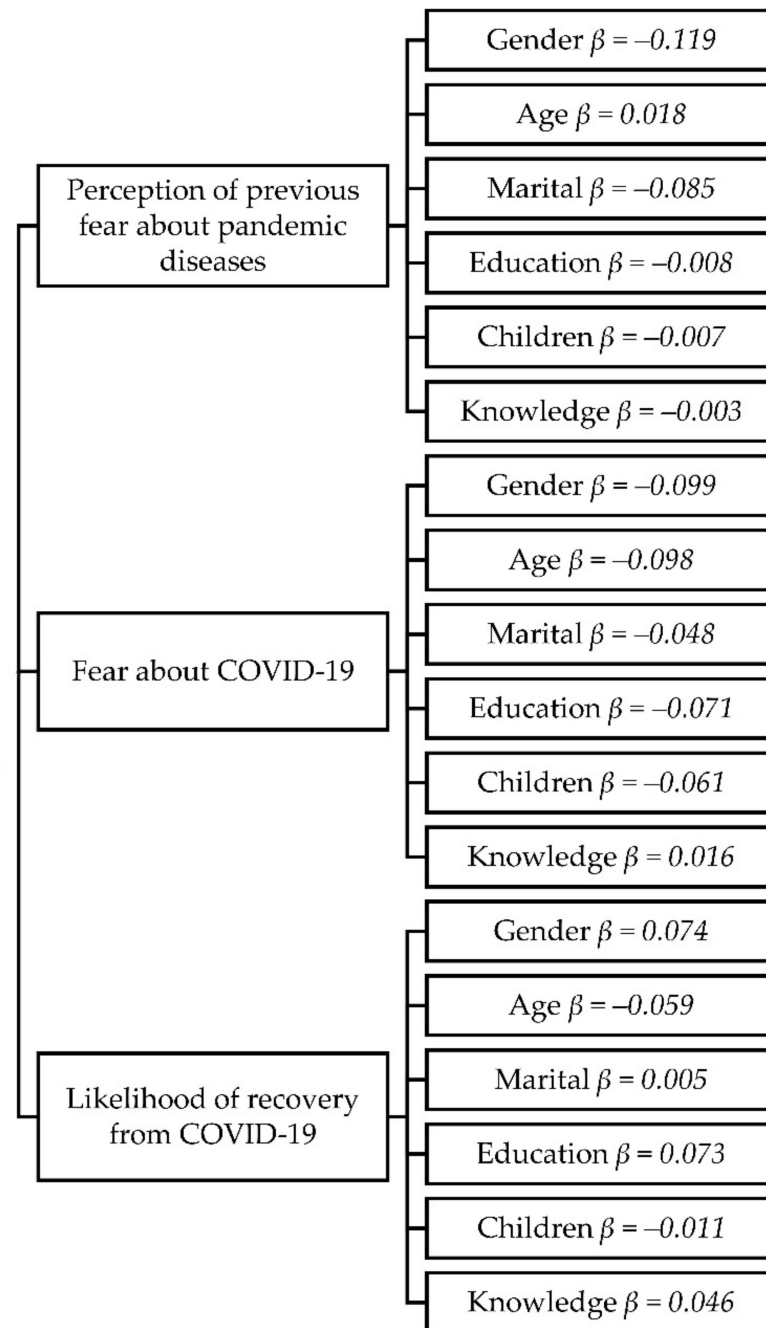 Perception of previous
fear about pandemic
diseases
Gender β = –0.119
Age β = 0.018
Marital β = –0.085
Education β = –0.008
Children β = –0.007
Knowledge β = –0.003
Fear about COVID-19
Gender β = –0.099
Age β = –0.098
Marital β = –0.048
Education β = –0.071
Children β = –0.061
Knowledge β = 0.016
Likelihood of recovery
from COVID-19
Gender β = 0.074
Age β = –0.059
Marital β = 0.005
Education β = 0.073
Children β = –0.011
Knowledge β = 0.046